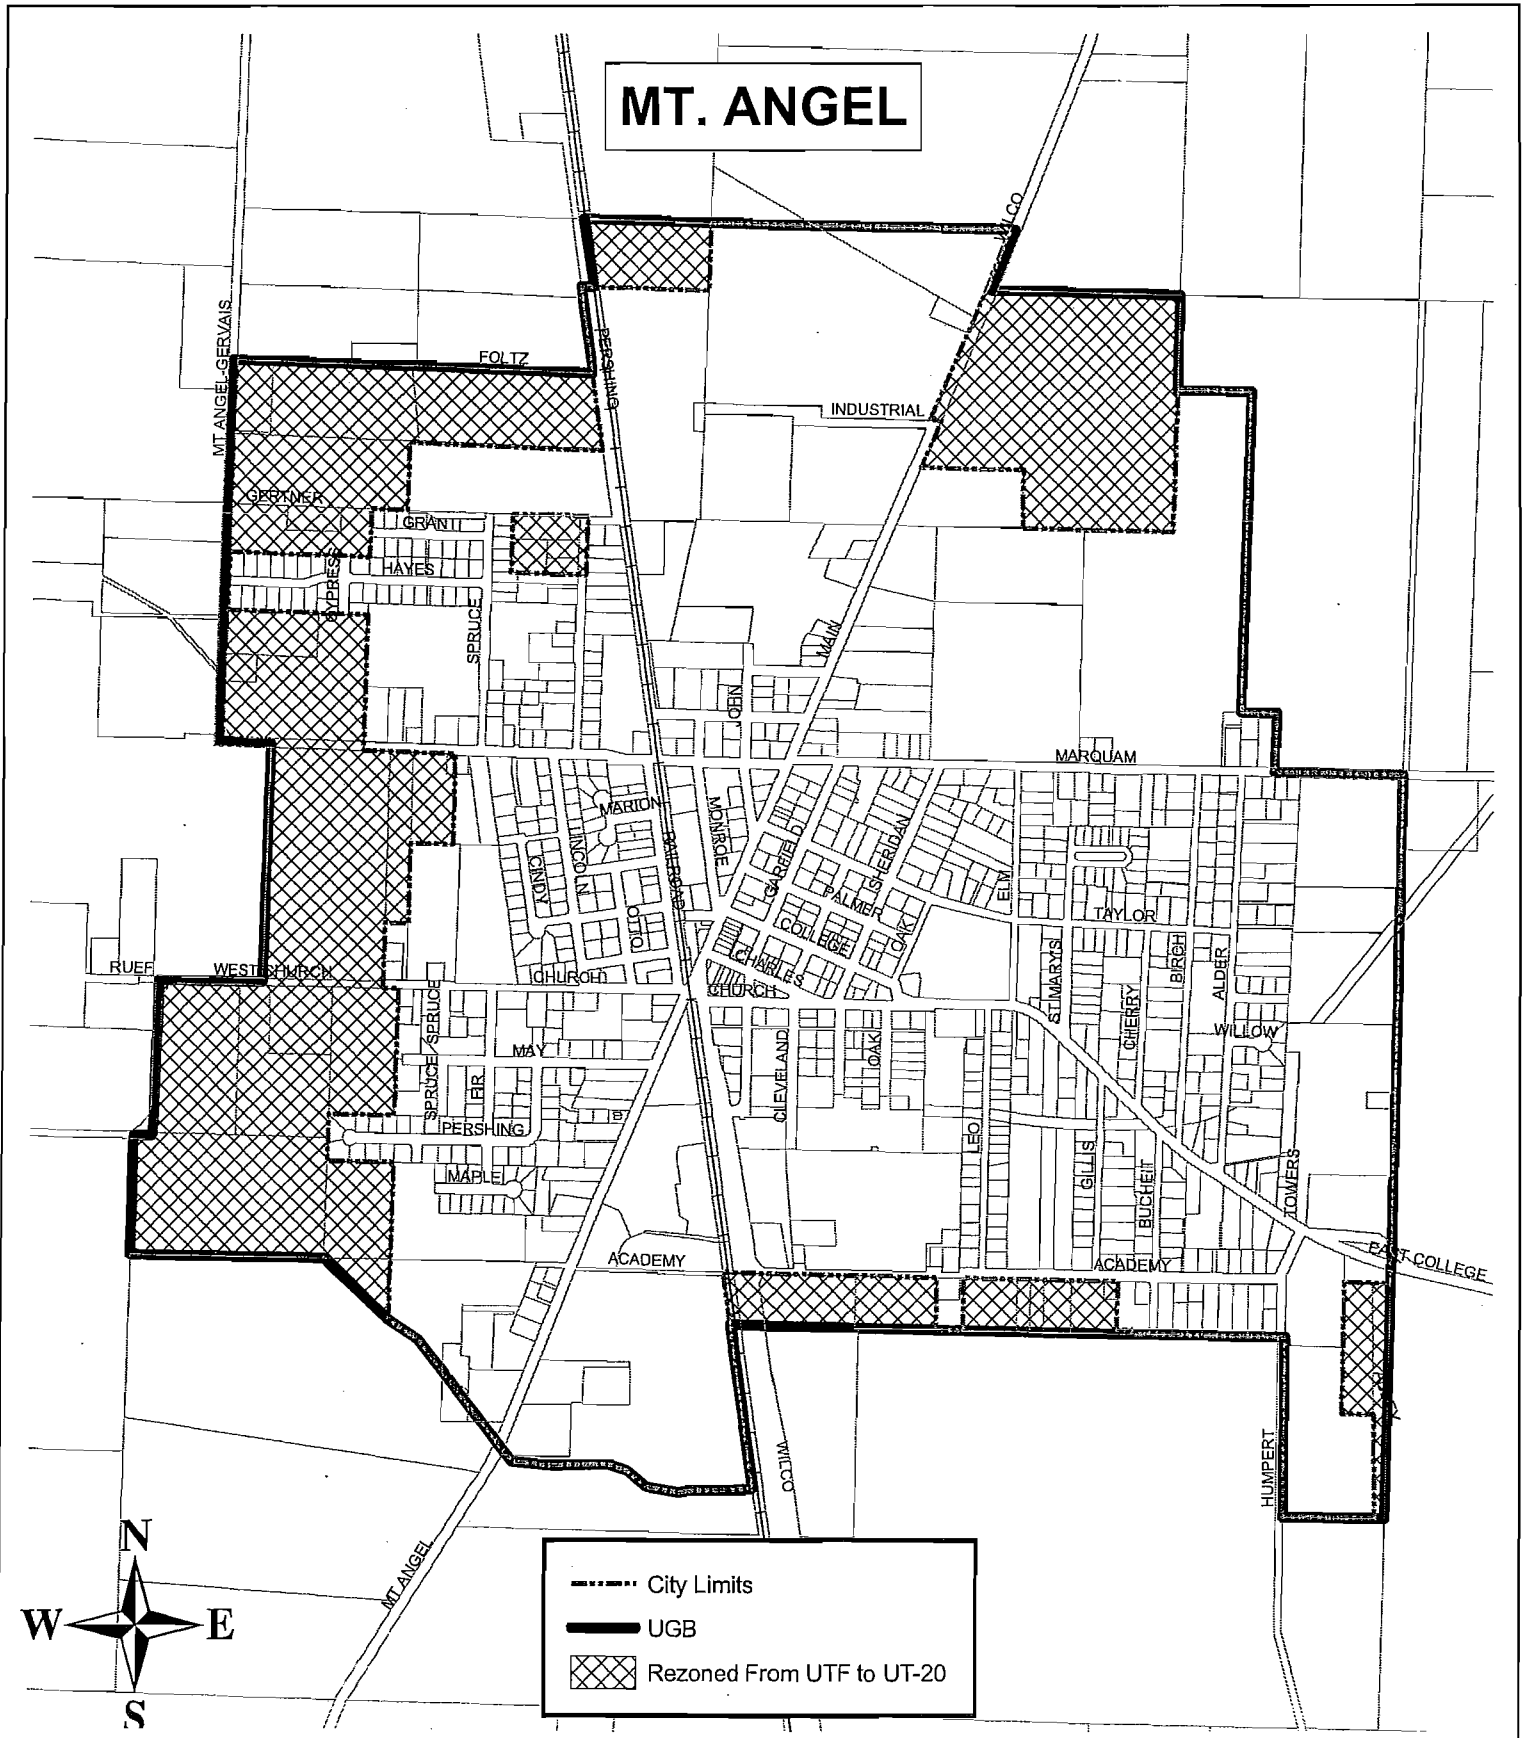 MT. ANGEL
WILCO
MT ANGEL-GERVAIS
FOLTZ
PERSHING
INDUSTRIAL
GERTNER
GRANT
HAYES
CYPRESS
SPRUCE
MAIN
JOHN
MARQUAM
MARION
MONROE
LINCOLN
CINDY
RAILROAD
GARFIELD
SHERIDAN
ELM
PALMER
OTTO
COLLEGE
OAK
TAYLOR
CHARLES
BIRCH
ALDER
ST MARYS
RUEF
WEST CHURCH
CHURCH
CHURCH
SPRUCE
CHERRY
WILLOW
MAY
CLEVELAND
OAK
SPRUCE
FIR
PERSHING
LEO
GILLIS
BUCHEIT
TOWERS
MAPLE
ACADEMY
ACADEMY
EAST COLLEGE
WILCO
HUMPERT
MT ANGEL
N
W E
S
City Limits
UGB
Rezoned From UTF to UT-20